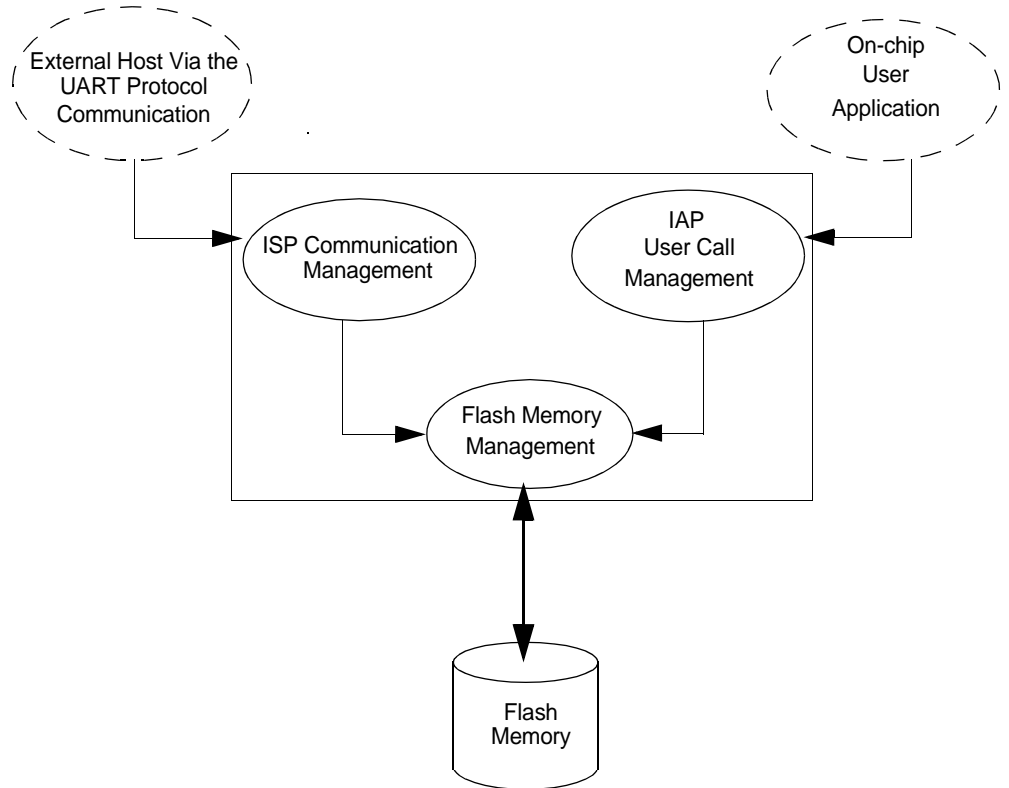 External Host Via the
UART Protocol
Communication
On-chip
User
Application
ISP Communication
Management
IAP
User Call
Management
Flash Memory
Management
Flash
Memory